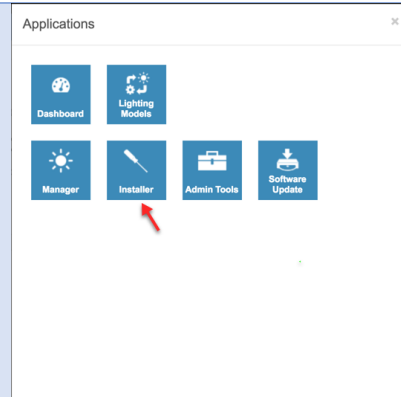 Applications
Dashboard
Lighting
Models
Manager
Installer
Admin Tools
Software
Update